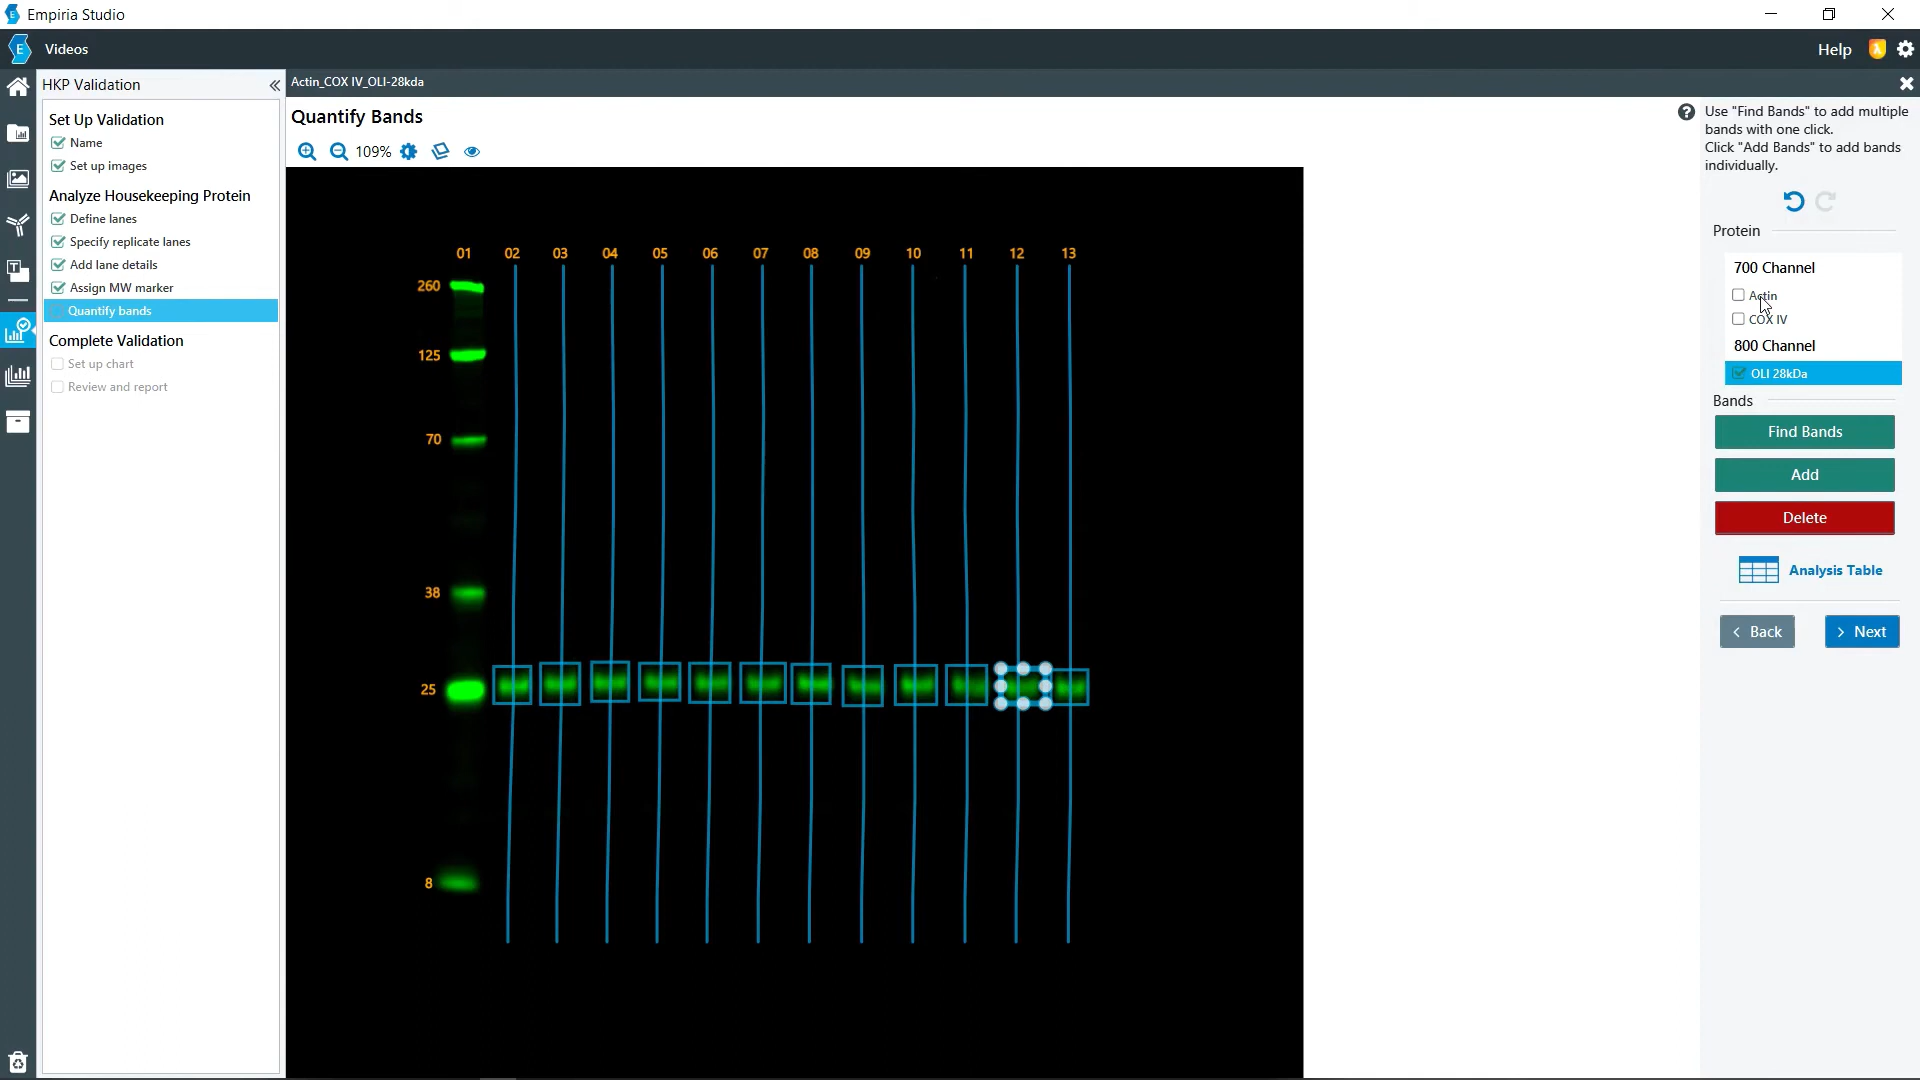 Empiria Studio
Videos
Help
HKP Validation
Actin_COX IV_OLI-28kda
Set Up Validation
Name
Set up images
Analyze Housekeeping Protein
Define lanes
Specify replicate lanes
Add lane details
Assign MW marker
Quantify bands
Complete Validation
Set up chart
Review and report
Quantify Bands
109%
01 02 03 04 05 06 07 08 09 10 11 12 13
260
125
70
38
25
8
Use "Find Bands" to add multiple
bands with one click.
Click "Add Bands" to add bands
individually.
Protein
700 Channel
Actin
COX IV
800 Channel
OLI 28kDa
Bands
Find Bands
Add
Delete
Analysis Table
< Back
> Next